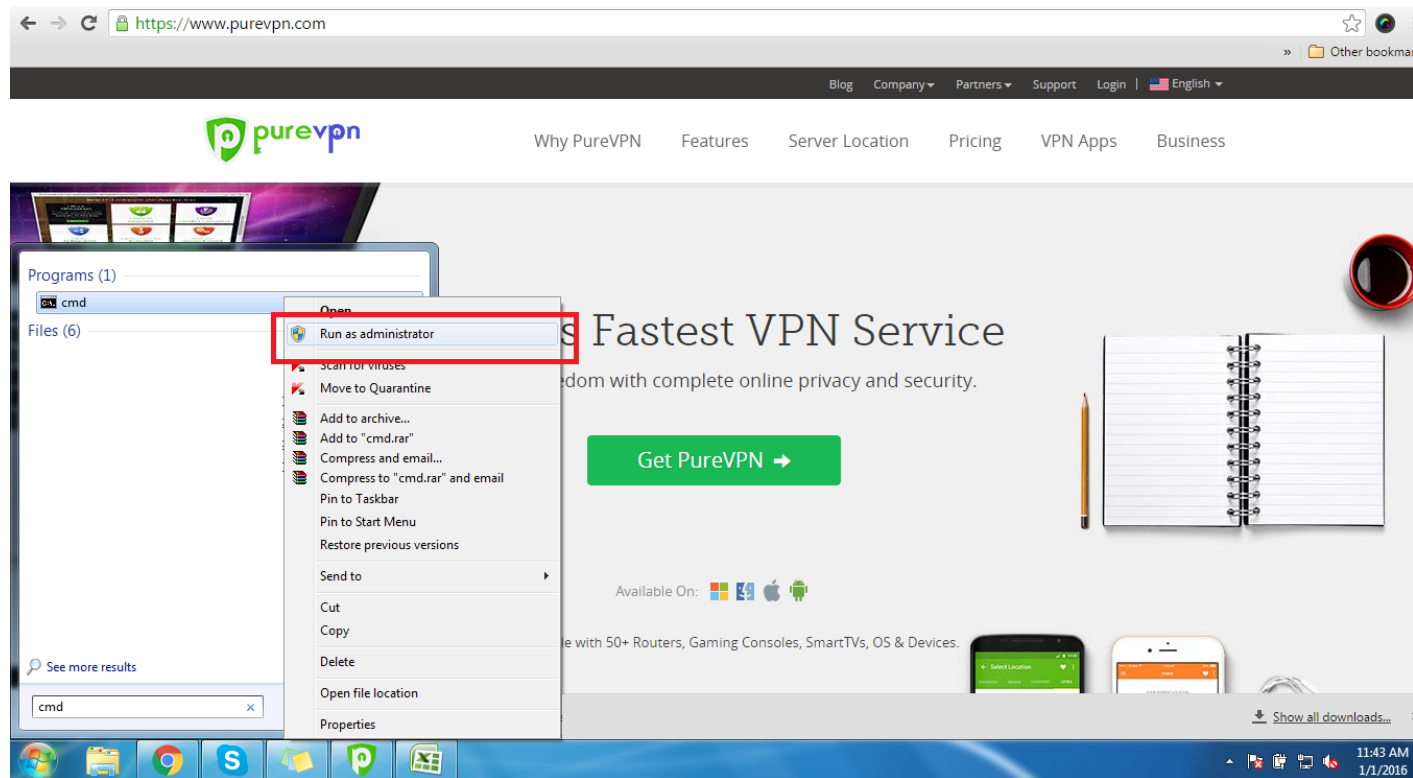 https://www.purevpn.com
» Other bookmar
Blog Company Partners Support Login | English
purevpn
Why PureVPN Features Server Location Pricing VPN Apps Business
Programs (1)
cmd
Files (6)
Open
Run as administrator
Scan for viruses
Move to Quarantine
Add to archive...
Add to "cmd.rar"
Compress and email...
Compress to "cmd.rar" and email
Pin to Taskbar
Pin to Start Menu
Restore previous versions
Send to
Cut
Copy
Delete
Open file location
Properties
See more results
cmd
s Fastest VPN Service
edom with complete online privacy and security.
Get PureVPN
Available On:
le with 50+ Routers, Gaming Consoles, SmartTVs, OS & Devices.
Select Location
Show all downloads...
11:43 AM
1/1/2016